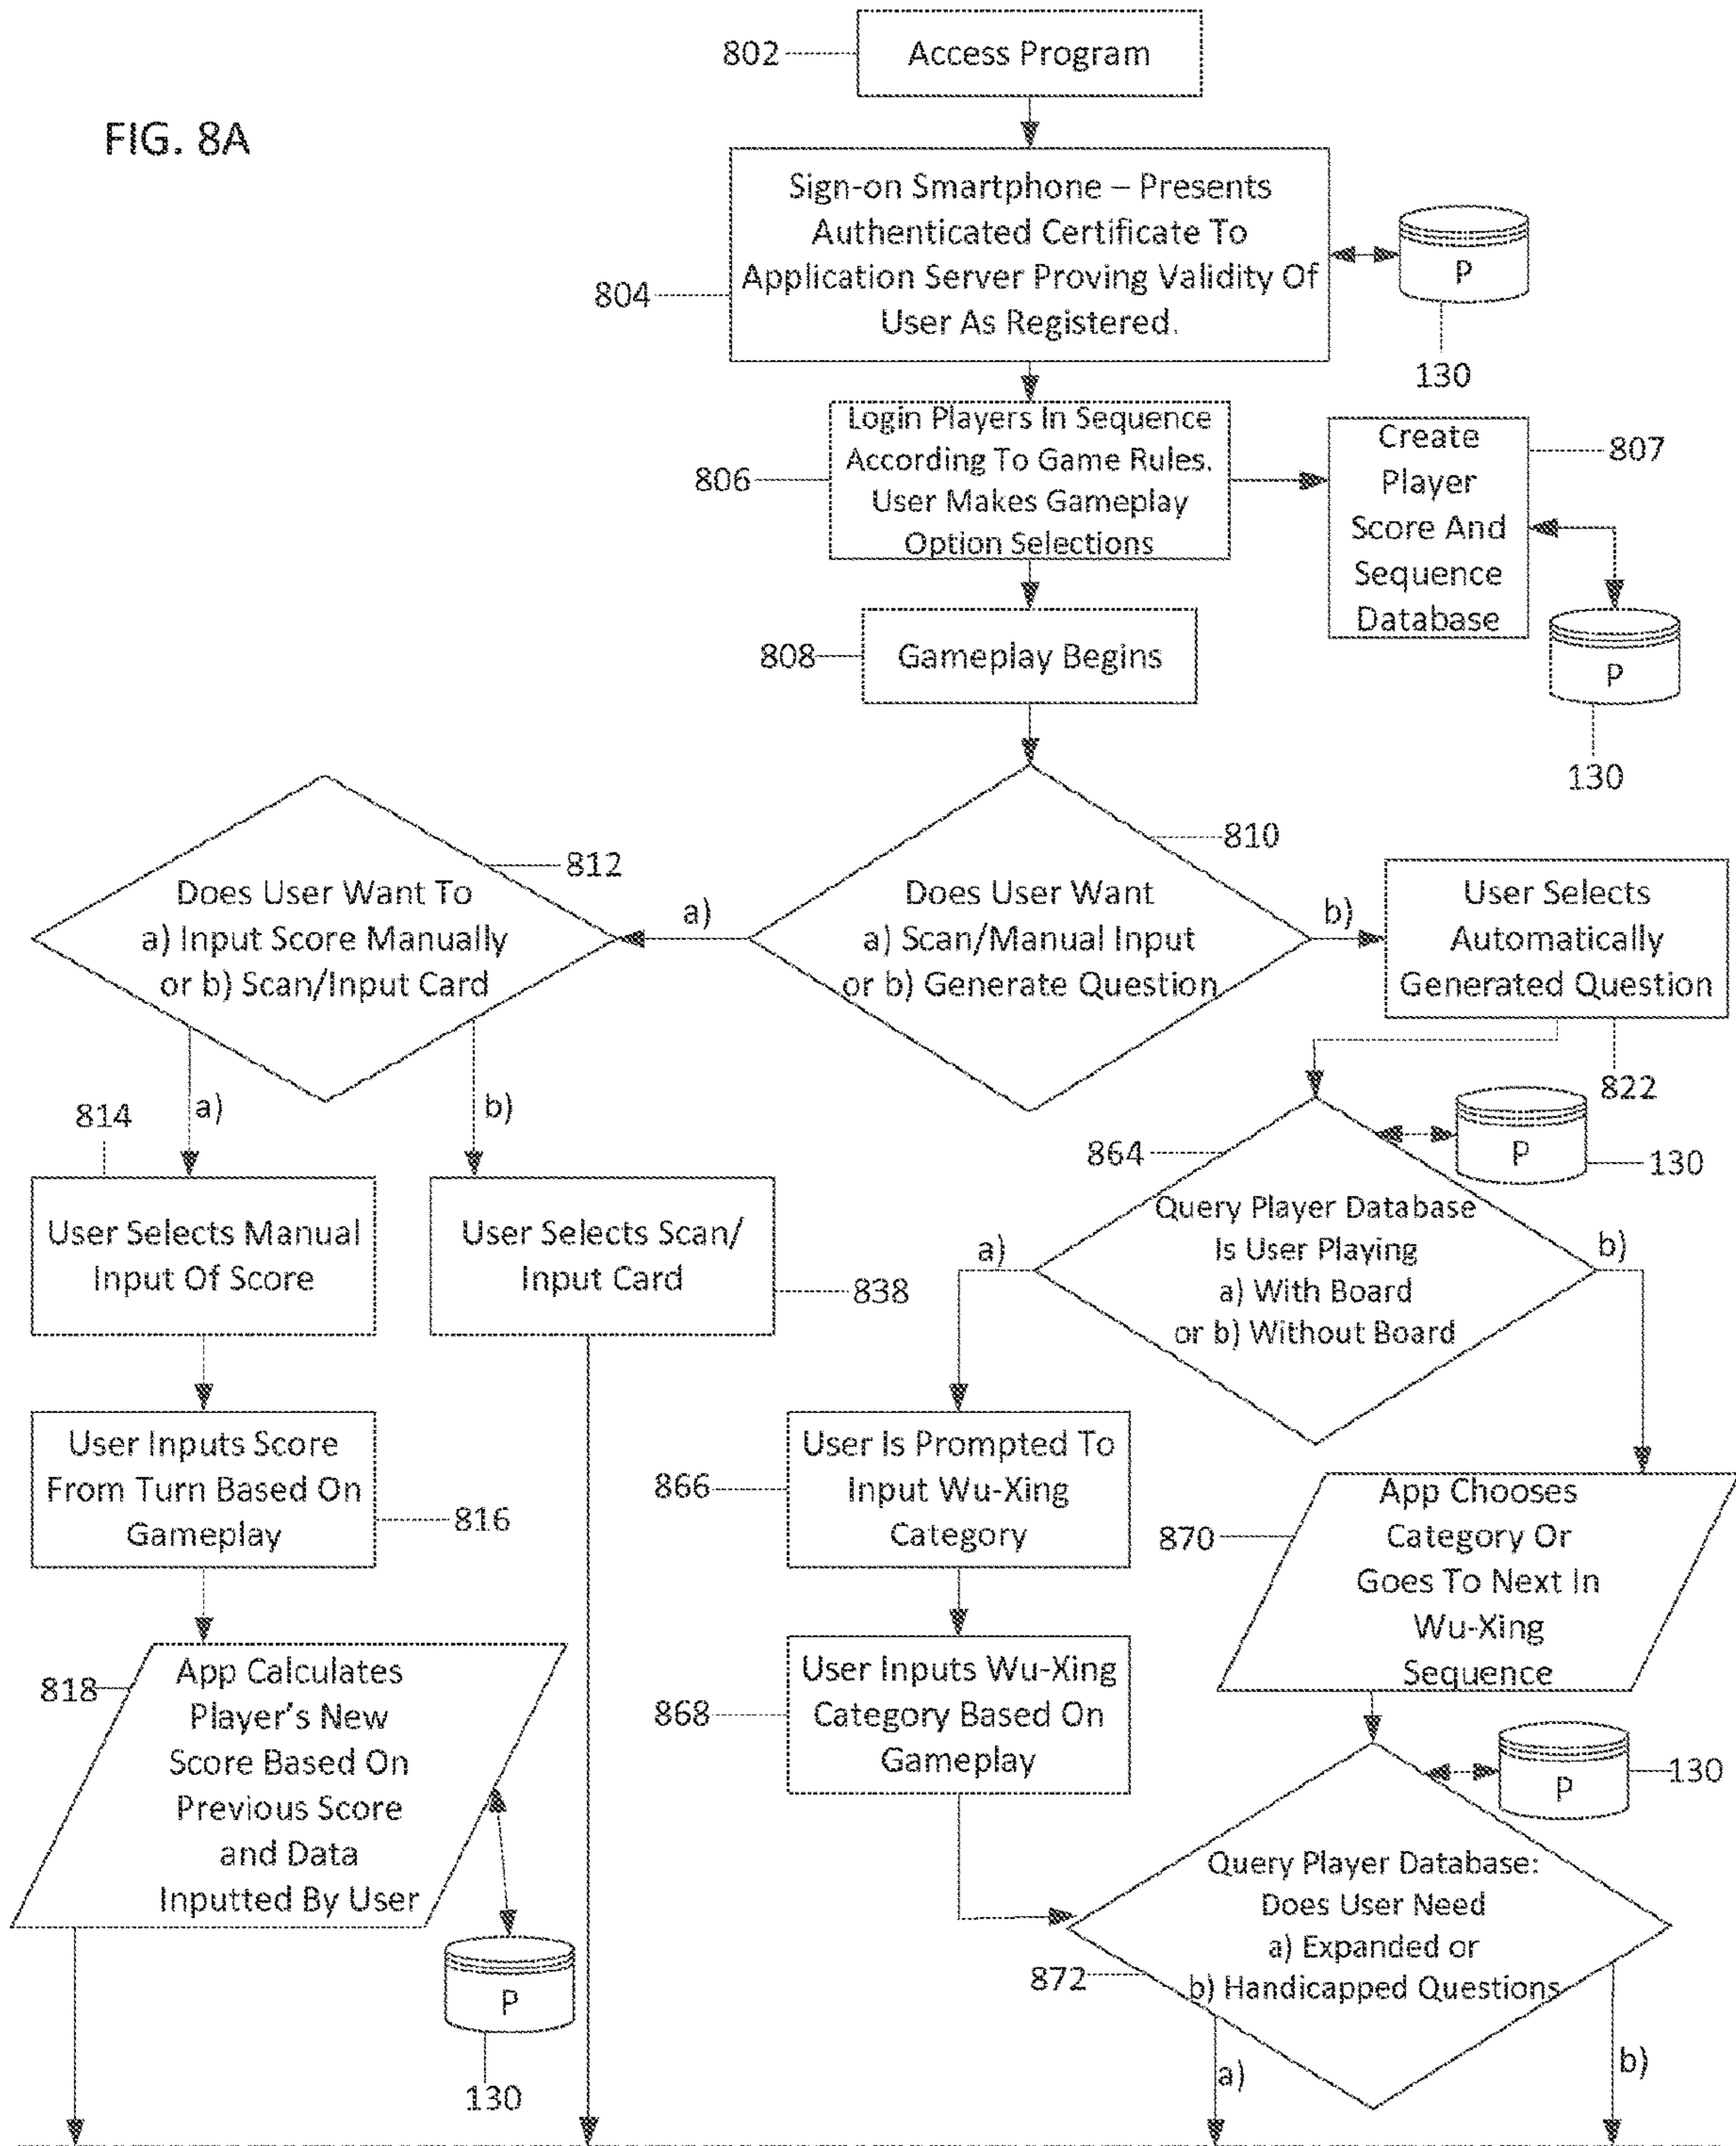 802
Access Program
FIG. 8A
Sign-on Smartphone – Presents
Authenticated Certificate To
Application Server Proving Validity Of
User As Registered.
804
P
130
Login Players In Sequence
According To Game Rules.
User Makes Gameplay
Option Selections
806
Create
Player
Score And
Sequence
Database
807
P
130
808
Gameplay Begins
810
Does User Want
a) Scan/Manual Input
or b) Generate Question
a)
b)
812
Does User Want To
a) Input Score Manually
or b) Scan/Input Card
a)
b)
User Selects
Automatically
Generated Question
822
814
User Selects Manual
Input Of Score
User Selects Scan/
Input Card
838
864
P
130
Query Player Database
Is User Playing
a) With Board
or b) Without Board
a)
b)
User Inputs Score
From Turn Based On
Gameplay
816
866
User Is Prompted To
Input Wu-Xing
Category
870
App Chooses
Category Or
Goes To Next In
Wu-Xing
Sequence
818
App Calculates
Player's New
Score Based On
Previous Score
and Data
Inputted By User
P
130
868
User Inputs Wu-Xing
Category Based On
Gameplay
P
130
Query Player Database:
Does User Need
a) Expanded or
b) Handicapped Questions
872
a)
b)